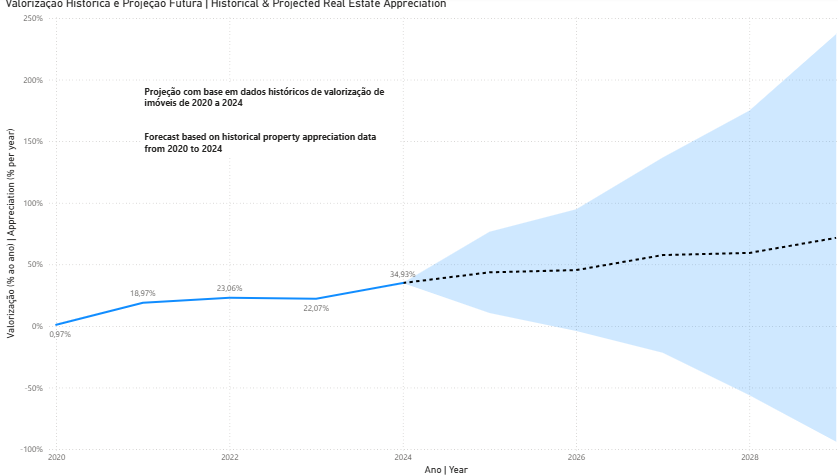 Valorização Histórica e Projeção Futura | Historical & Projected Real Estate Appreciation
250%
200%
Projeção com base em dados históricos de valorização de
imóveis de 2020 a 2024
Forecast based on historical property appreciation data
from 2020 to 2024
150%
100%
50%
0%
-50%
-100%
Valorização (% ao ano) | Appreciation (% per year)
0,97%
18,97%
23,06%
22,07%
34,93%
2020
2022
2024
2026
2028
Ano | Year